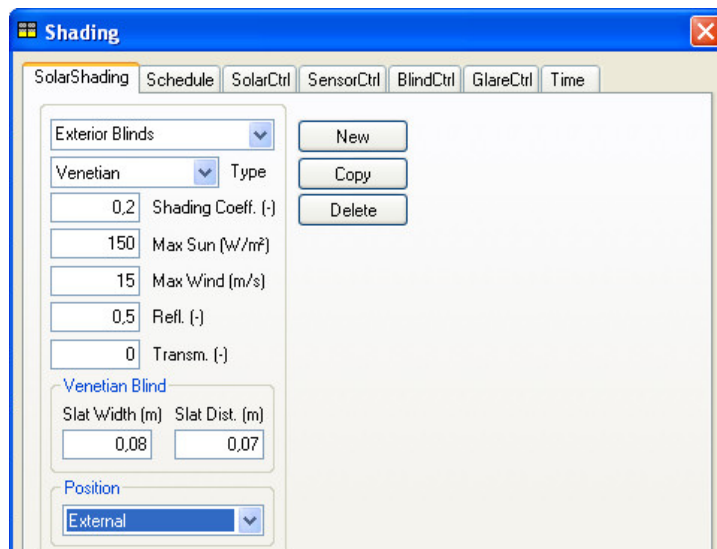 Shading
SolarShading Schedule SolarCtrl SensorCtrl BlindCtrl GlareCtrl Time
Exterior Blinds New
Venetian Type Copy
0,2 Shading Coeff. (-) Delete
150 Max Sun (W/m²)
15 Max Wind (m/s)
0,5 Refl. (-)
0 Transm. (-)
Venetian Blind
Slat Width (m) Slat Dist. (m)
0,08 0,07
Position
External